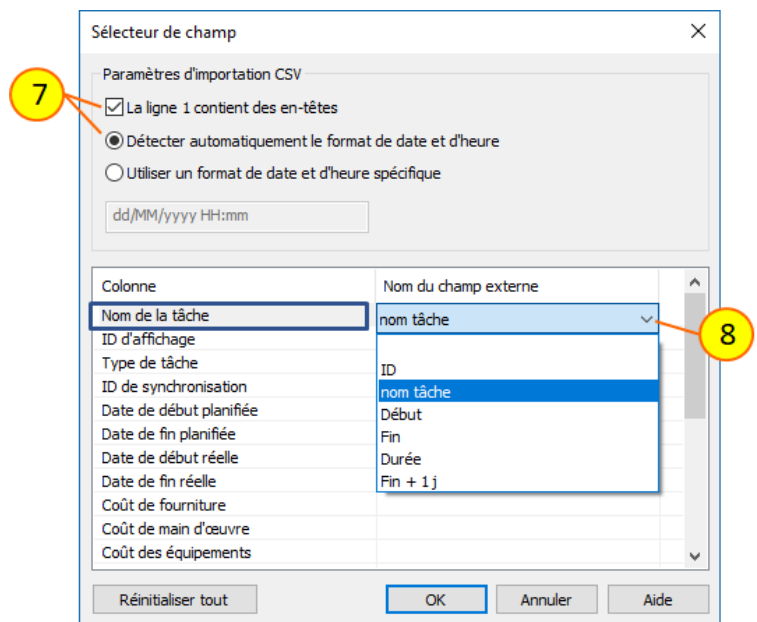 Sélecteur de champ
Paramètres d'importation CSV
7
La ligne 1 contient des en-têtes
Détecter automatiquement le format de date et d'heure
Utiliser un format de date et d'heure spécifique
dd/MM/yyyy HH:mm
Colonne Nom du champ externe
Nom de la tâche nom tâche
8
ID d'affichage
Type de tâche ID
ID de synchronisation nom tâche
Date de début planifiée Début
Date de fin planifiée Fin
Date de début réelle Durée
Date de fin réelle Fin + 1 j
Coût de fourniture
Coût de main d'œuvre
Coût des équipements
Réinitialiser tout OK Annuler Aide